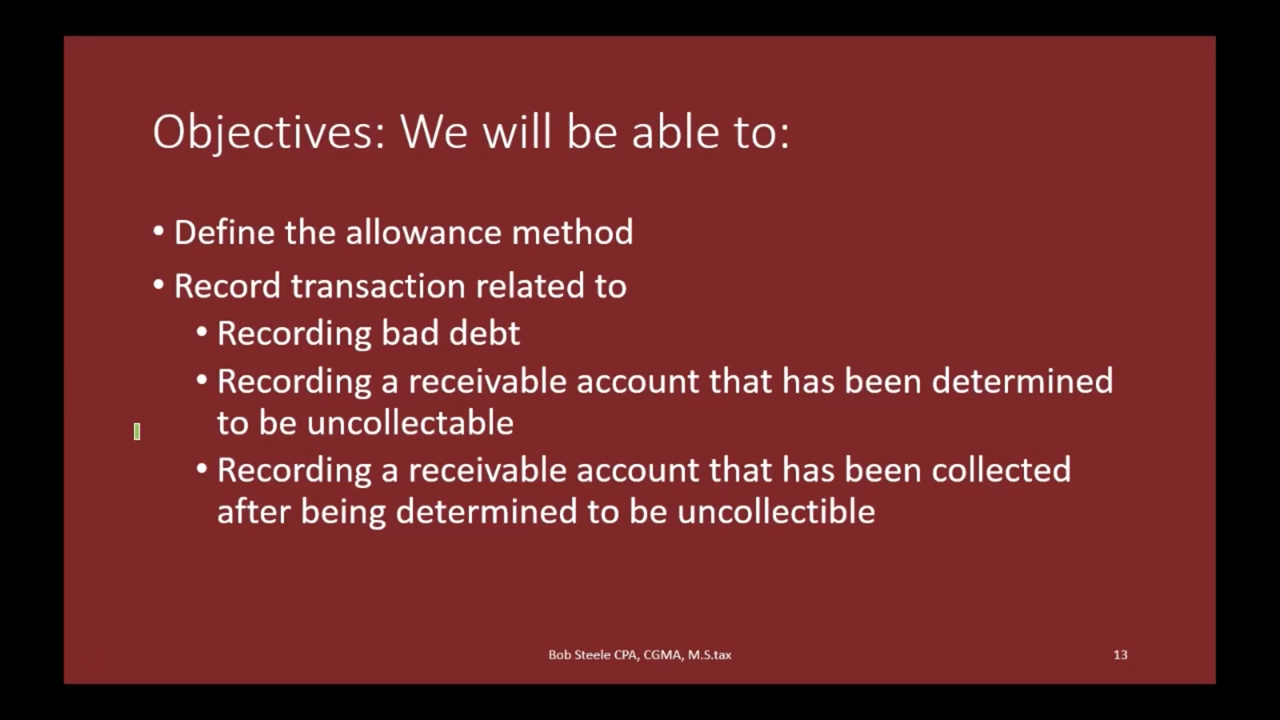 Objectives: We will be able to:
• Define the allowance method
• Record transaction related to
• Recording bad debt
• Recording a receivable account that has been determined
to be uncollectable
• Recording a receivable account that has been collected
after being determined to be uncollectible
Bob Steele CPA, CGMA, M.S.tax
13